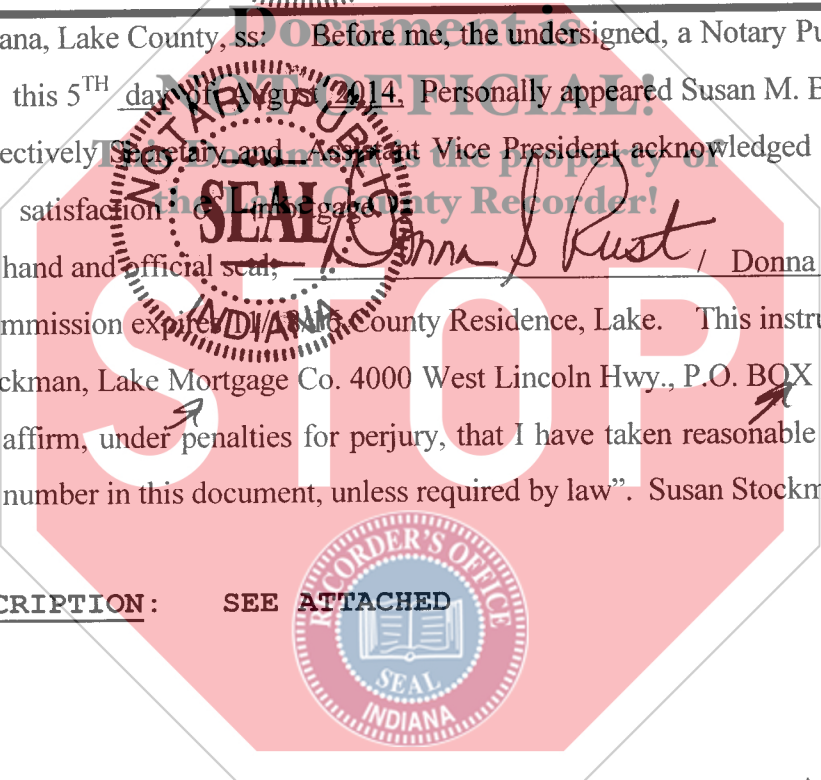 Document is
NOT OFFICIAL!
This Document is the property of
the Lake County Recorder!
STOP
ana, Lake County, ss: Before me, the undersigned, a Notary Pu
this 5TH day of August 2014. Personally appeared Susan M. B
ectively Secretary and Assistant Vice President acknowledged
satisfaction of mortgage.
hand and official seal, Donna S Rust / Donna
mmission expires County Residence, Lake. This instru
ckman, Lake Mortgage Co. 4000 West Lincoln Hwy., P.O. BOX
affirm, under penalties for perjury, that I have taken reasonable
number in this document, unless required by law”. Susan Stockm
CRIPTION: SEE ATTACHED
NOTARY PUBLIC
SEAL
INDIANA
RECORDER'S OFFICE
SEAL
INDIANA